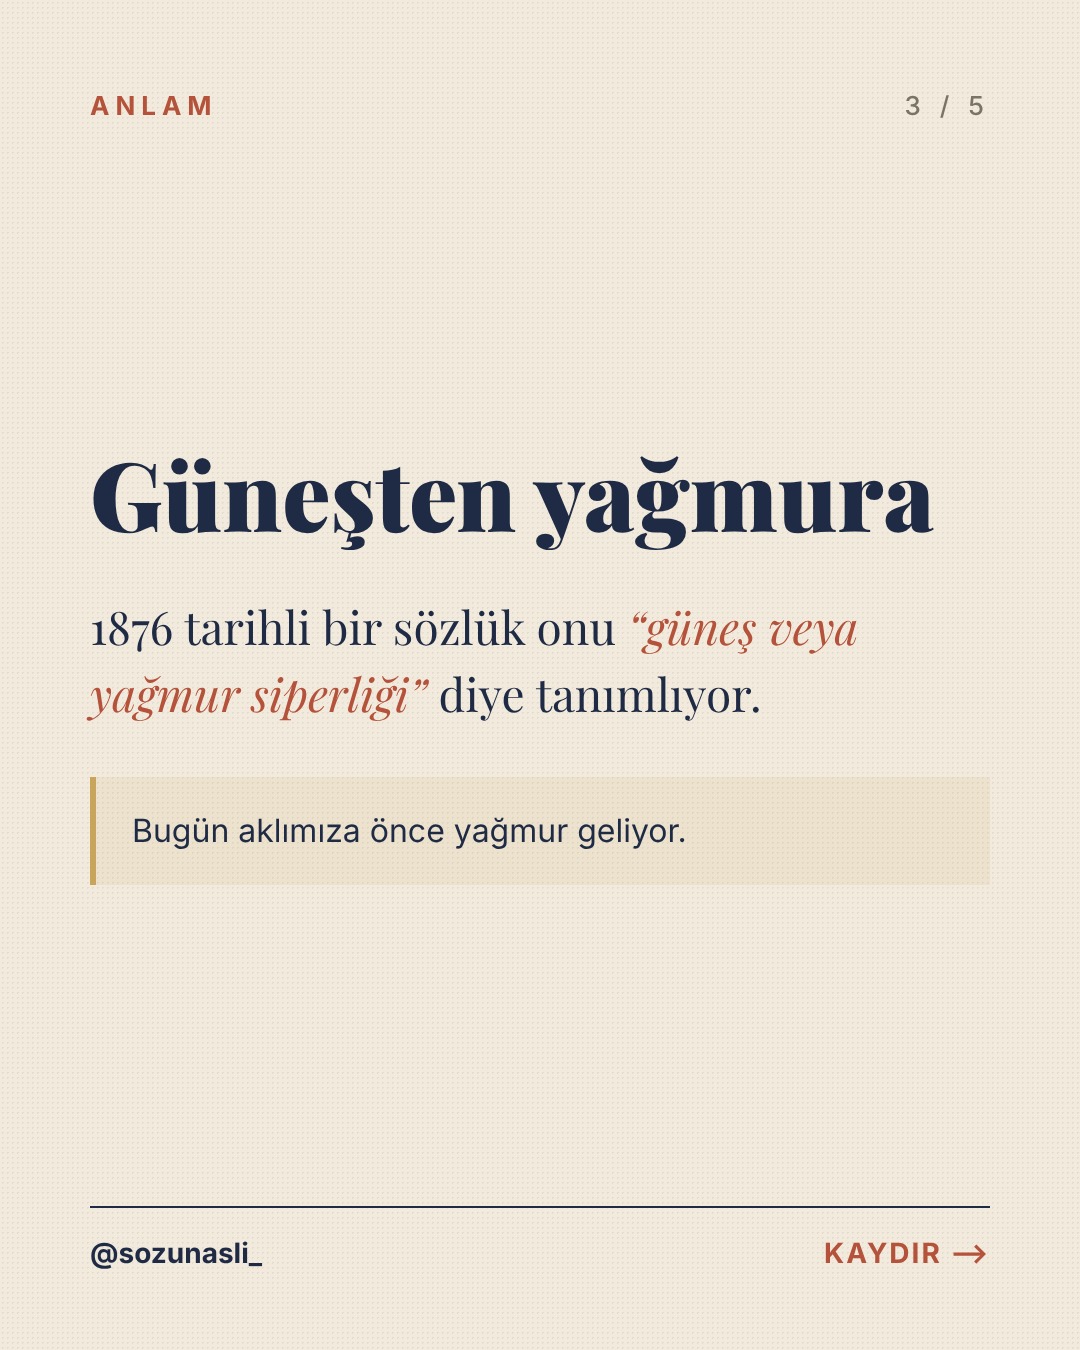 ANLAM
3 / 5
Güneşten yağmura
1876 tarihli bir sözlük onu “güneş veya
yağmur siperliği” diye tanımlıyor.
Bugün aklımıza önce yağmur geliyor.
@sozunasli_
KAYDIR →